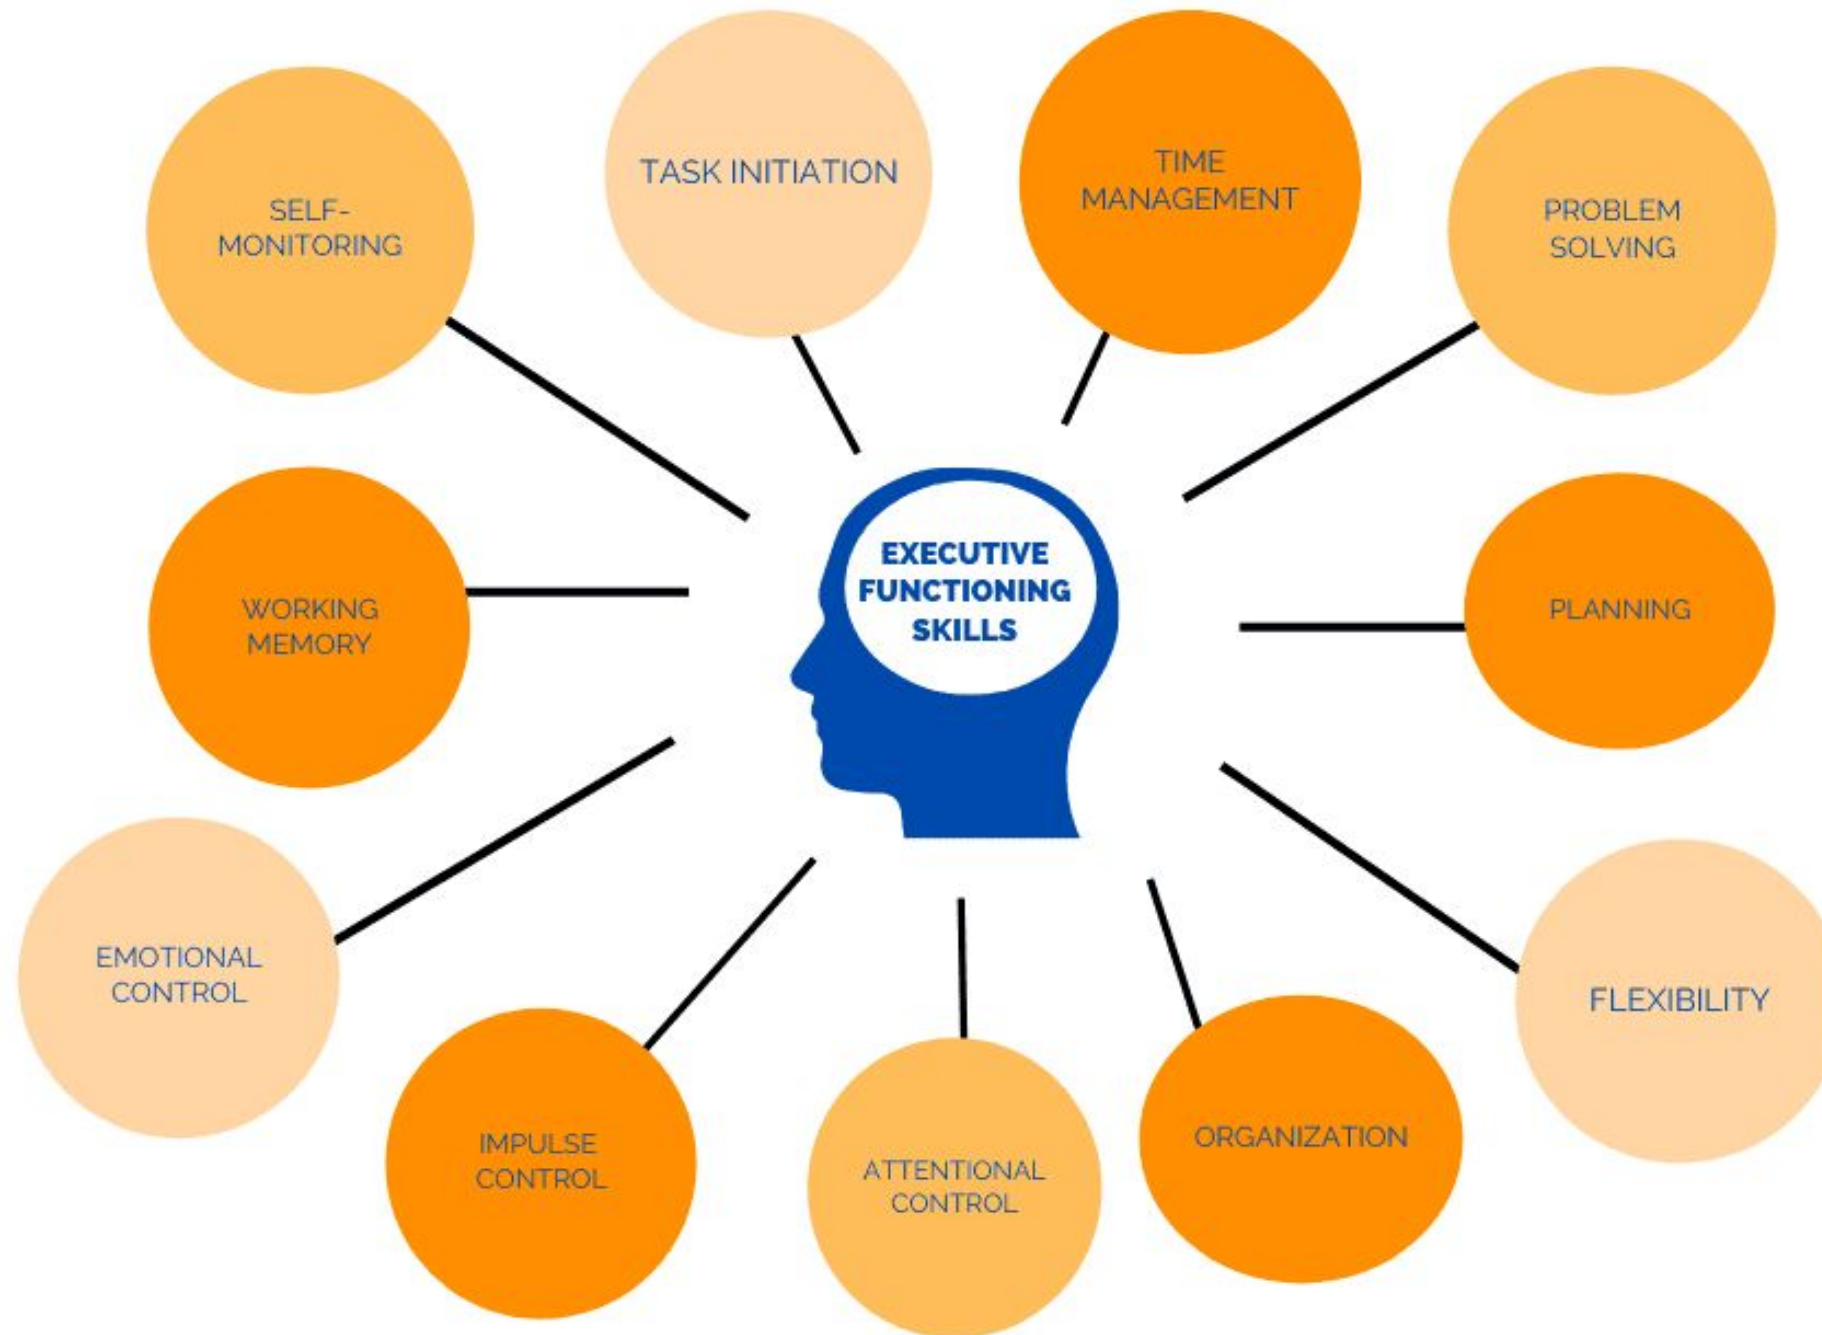 SELF-
MONITORING
TASK INITIATION
TIME
MANAGEMENT
PROBLEM
SOLVING
WORKING
MEMORY
EXECUTIVE
FUNCTIONING
SKILLS
PLANNING
EMOTIONAL
CONTROL
FLEXIBILITY
IMPULSE
CONTROL
ATTENTIONAL
CONTROL
ORGANIZATION